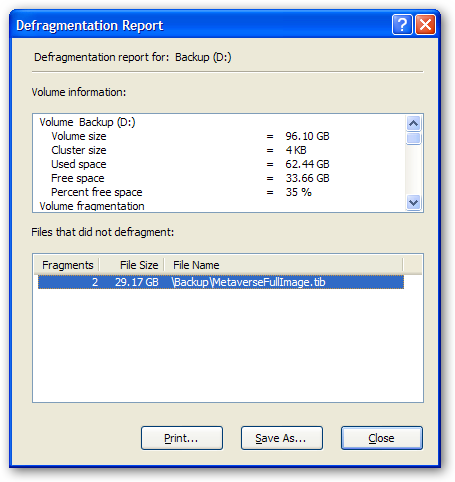 Defragmentation Report
Defragmentation report for: Backup (D:)
Volume information:
Volume Backup (D:)
Volume size = 96.10 GB
Cluster size = 4 KB
Used space = 62.44 GB
Free space = 33.66 GB
Percent free space = 35 %
Volume fragmentation
Files that did not defragment:
Fragments File Size File Name
2 29.17 GB \Backup\MetaverseFullImage.tib
Print... Save As... Close